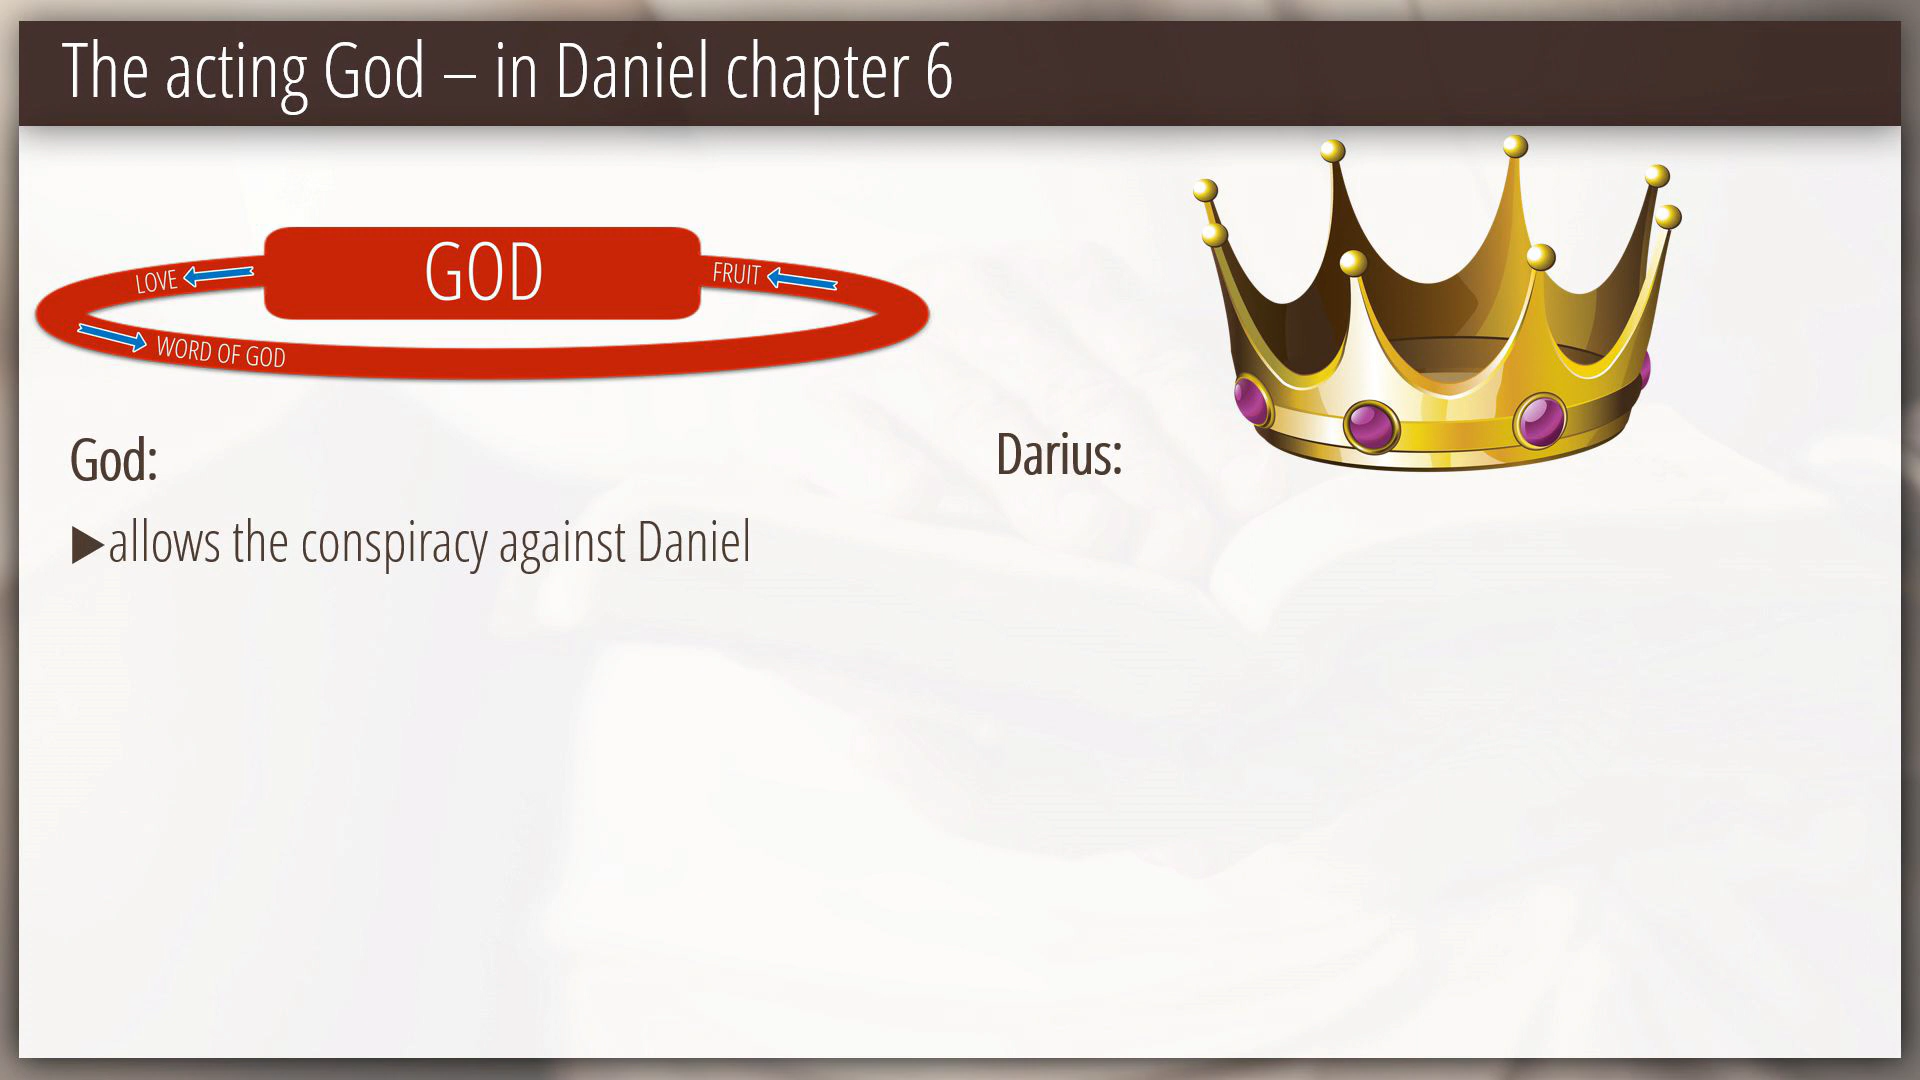 The acting God – in Daniel chapter 6
GOD
LOVE
FRUIT
WORD OF GOD
God:
Darius:
▶allows the conspiracy against Daniel